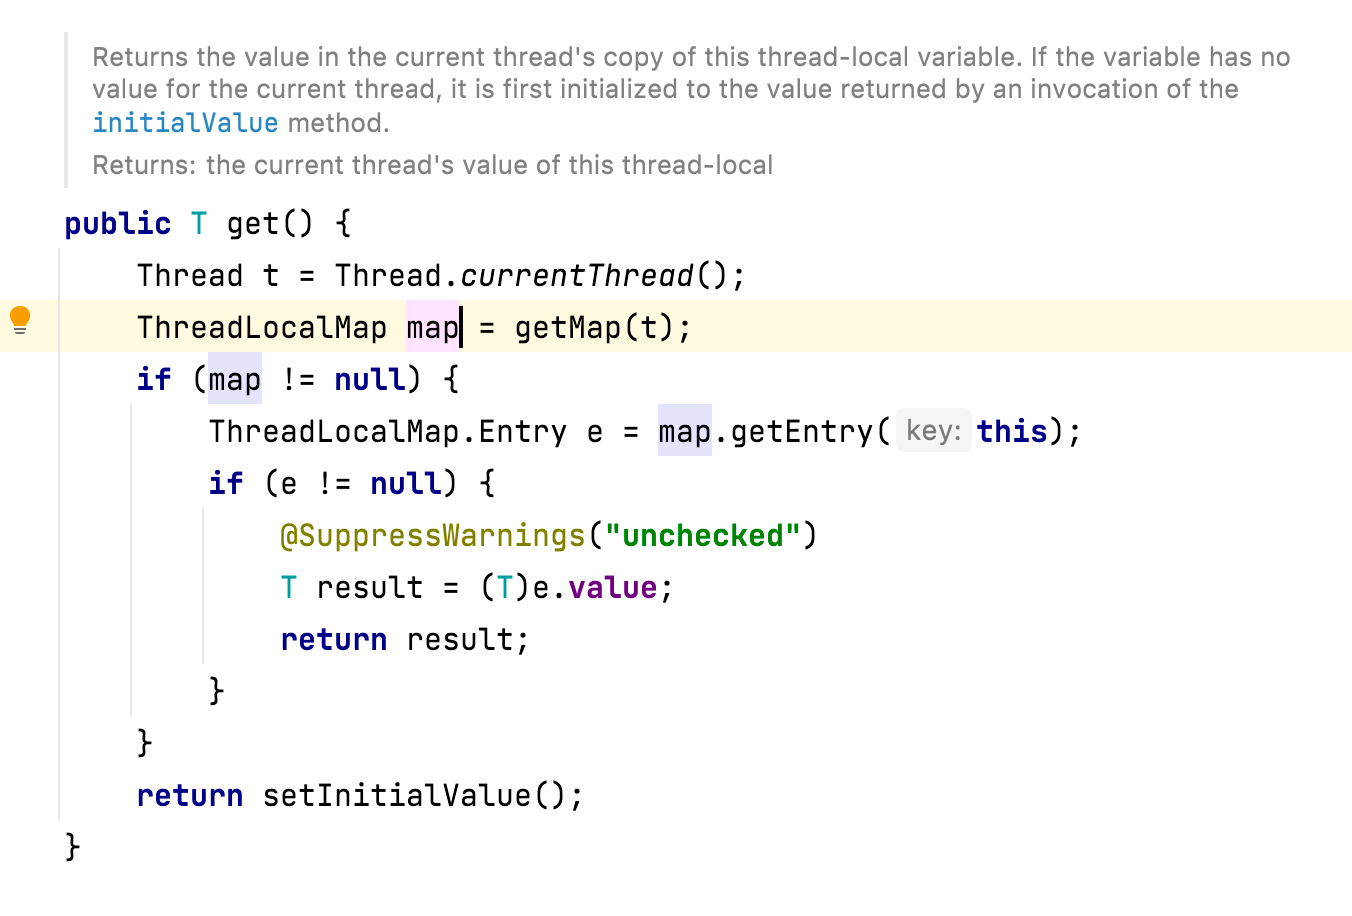 Returns the value in the current thread's copy of this thread-local variable. If the variable has no
value for the current thread, it is first initialized to the value returned by an invocation of the
initialValue method.
Returns: the current thread's value of this thread-local
public T get() {
    Thread t = Thread.currentThread();
    ThreadLocalMap map = getMap(t);
    if (map != null) {
        ThreadLocalMap.Entry e = map.getEntry( key: this);
        if (e != null) {
            @SuppressWarnings("unchecked")
            T result = (T)e.value;
            return result;
        }
    }
    return setInitialValue();
}